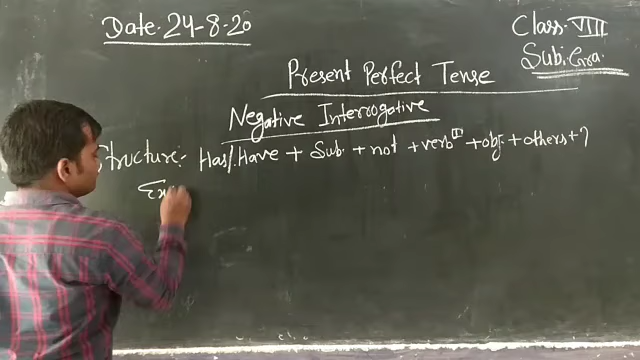 Date. 24-8-20
Class. VIII
Sub. Gra.
Present Perfect Tense
Negative Interrogative
Structure:- Has/Have + Sub. + not + verb III + obj + others + ?
Ex